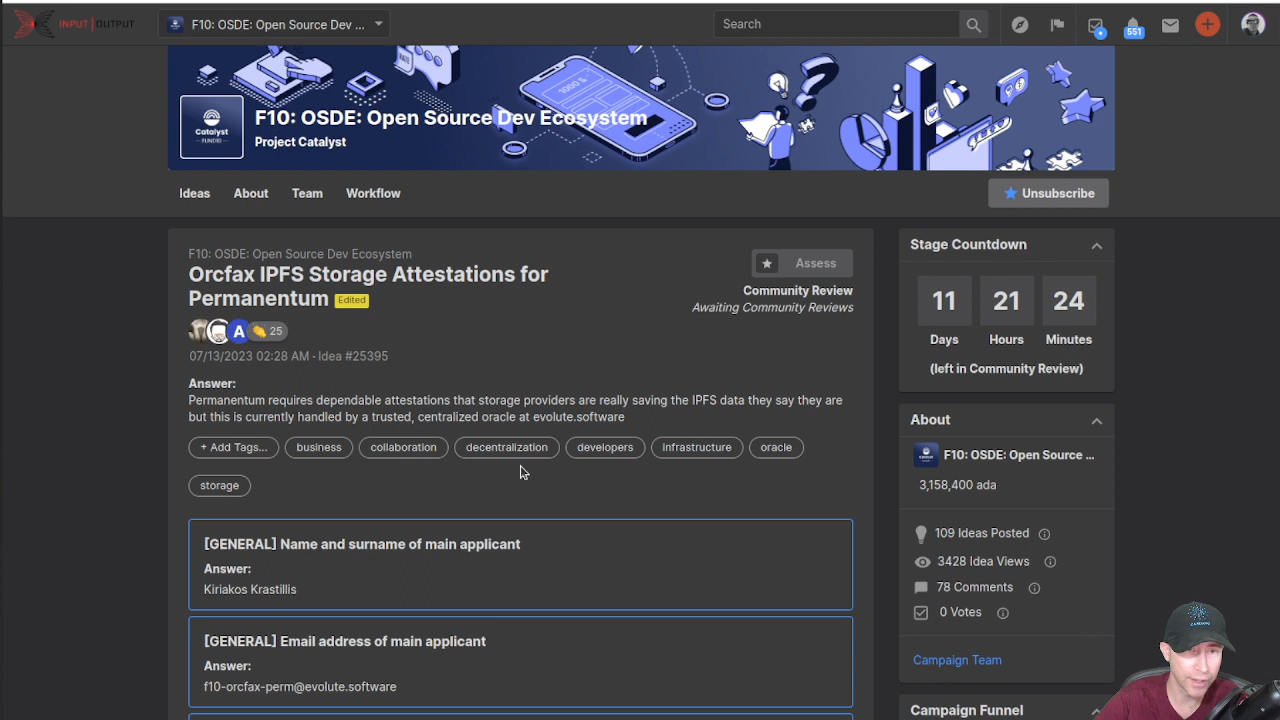 INPUT | OUTPUT
F10: OSDE: Open Source Dev ...
Search
551
RATE
1000 $
Catalyst
FUND10
F10: OSDE: Open Source Dev Ecosystem
Project Catalyst
Ideas
About
Team
Workflow
Unsubscribe
F10: OSDE: Open Source Dev Ecosystem
Orcfax IPFS Storage Attestations for
Permanentum Edited
A
25
07/13/2023 02:28 AM · Idea #25395
Assess
Community Review
Awaiting Community Reviews
Answer:
Permanentum requires dependable attestations that storage providers are really saving the IPFS data they say they are
but this is currently handled by a trusted, centralized oracle at evolute.software
+ Add Tags...
business
collaboration
decentralization
developers
infrastructure
oracle
storage
[GENERAL] Name and surname of main applicant
Answer:
Kiriakos Krastillis
[GENERAL] Email address of main applicant
Answer:
f10-orcfax-perm@evolute.software
Stage Countdown
11 21 24
Days Hours Minutes
(left in Community Review)
About
F10: OSDE: Open Source ...
3,158,400 ada
109 Ideas Posted
3428 Idea Views
78 Comments
0 Votes
Campaign Team
Campaign Funnel